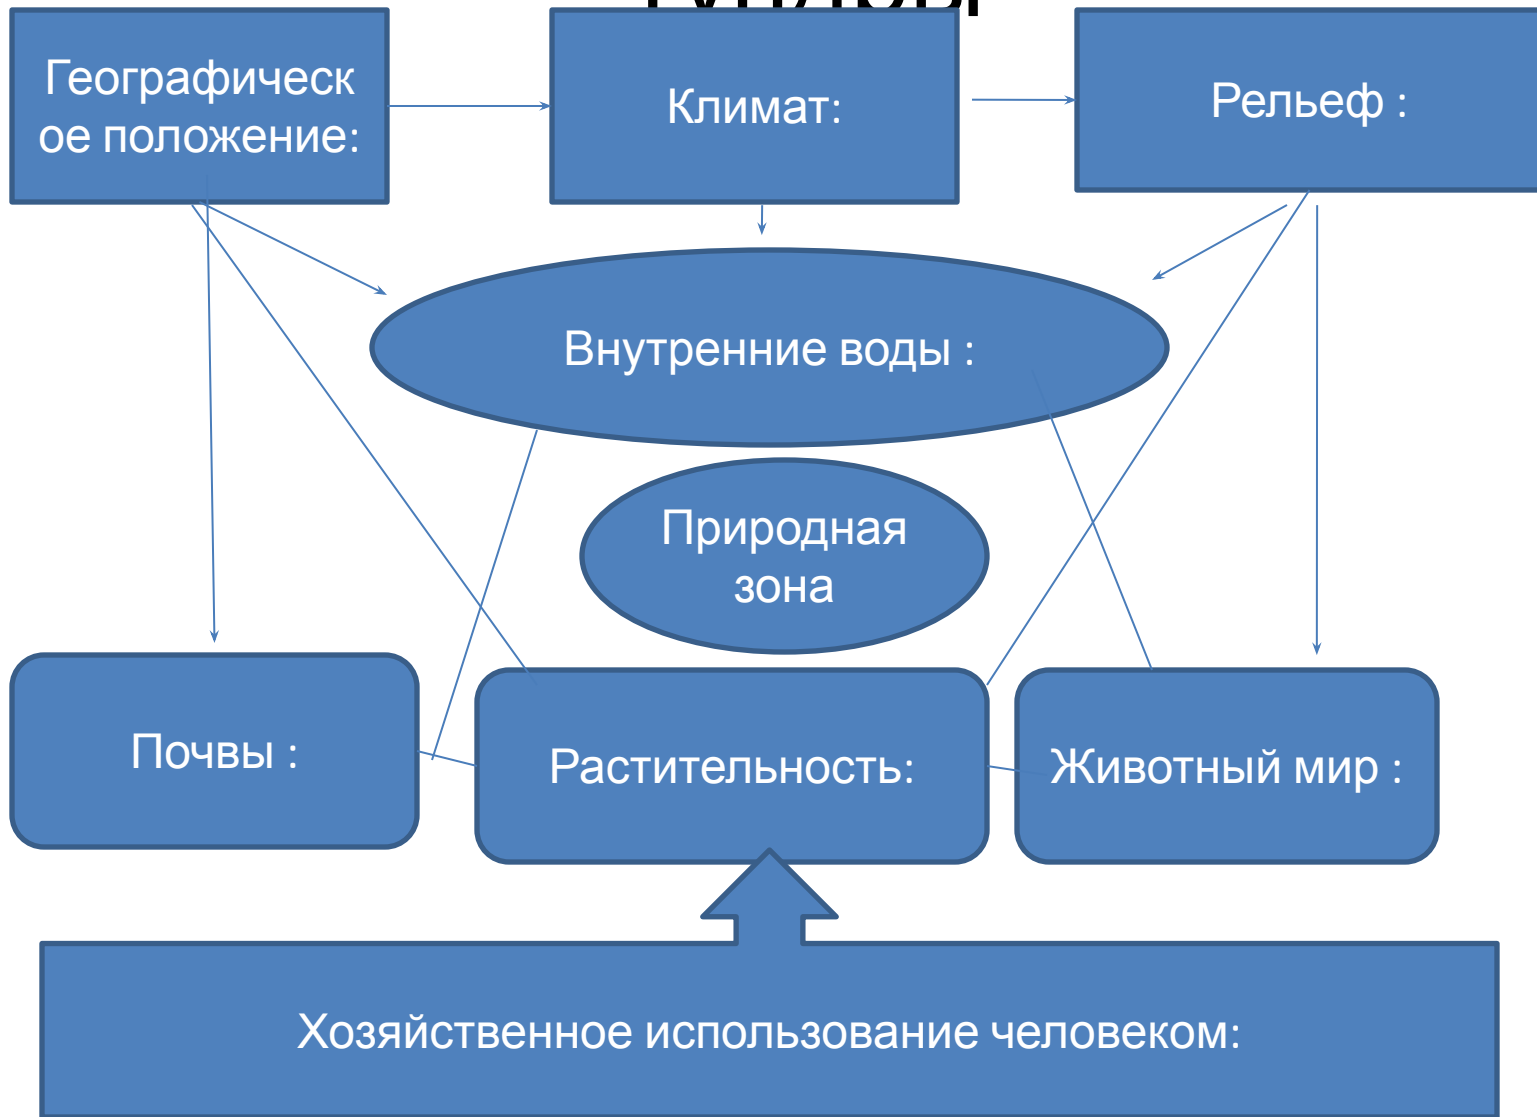 Географическ
ое положение:
Климат:
Рельеф :
Внутренние воды :
Природная
зона
Почвы :
Растительность:
Животный мир :
Хозяйственное использование человеком: